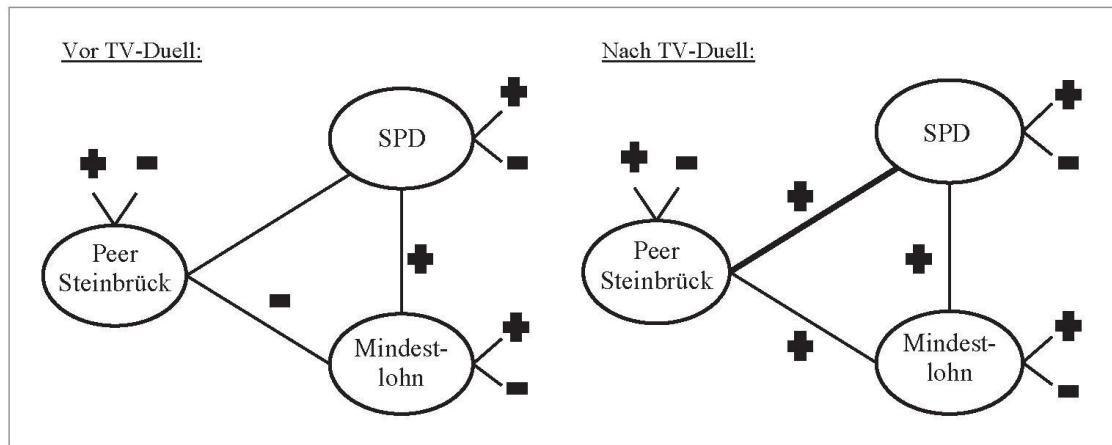 Vor TV-Duell:
+
-
SPD
+
-
Peer
Steinbrück
+
-
+
-
Mindest-
lohn
Nach TV-Duell:
+
-
SPD
+
-
+
Peer
Steinbrück
+
+
+
-
Mindest-
lohn